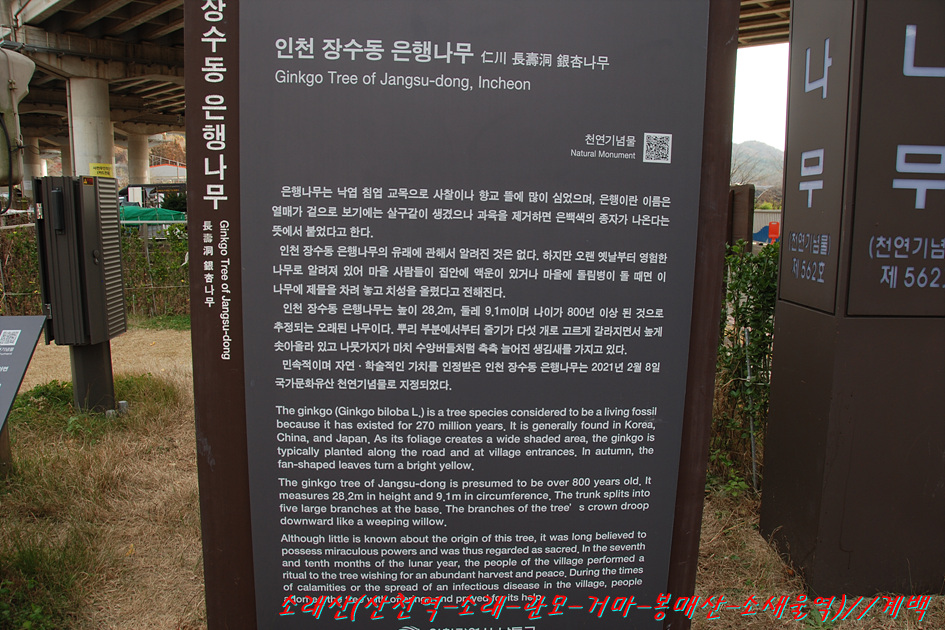 장수동 은행나무
長壽洞 銀杏나무
Ginkgo Tree of Jangsu-dong
인천 장수동 은행나무 仁川 長壽洞 銀杏나무
Ginkgo Tree of Jangsu-dong, Incheon
천연기념물
Natural Monument
은행나무는 낙엽 침엽 교목으로 사찰이나 향교 뜰에 많이 심었으며, 은행이란 이름은
열매가 겉으로 보기에는 살구같이 생겼으나 과육을 제거하면 은백색의 종자가 나온다는
뜻에서 붙었다고 한다.
인천 장수동 은행나무의 유래에 관해서 알려진 것은 없다. 하지만 오랜 옛날부터 영험한
나무로 알려져 있어 마을 사람들이 집안에 액운이 있거나 마을에 돌림병이 돌 때면 이
나무에 제물을 차려 놓고 치성을 올렸다고 전해진다.
인천 장수동 은행나무는 높이 28.2m, 둘레 9.1m이며 나이가 800년 이상 된 것으로
추정되는 오래된 나무이다. 뿌리 부분에서부터 줄기가 다섯 개로 고르게 갈라지면서 높게
솟아올라 있고 나뭇가지가 마치 수양버들처럼 축축 늘어진 생김새를 가지고 있다.
민속적이며 자연·학술적인 가치를 인정받은 인천 장수동 은행나무는 2021년 2월 8일
국가문화유산 천연기념물로 지정되었다.
The ginkgo (Ginkgo biloba L.) is a tree species considered to be a living fossil
because it has existed for 270 million years. It is generally found in Korea,
China, and Japan. As its foliage creates a wide shaded area, the ginkgo is
typically planted along the road and at village entrances. In autumn, the
fan-shaped leaves turn a bright yellow.
The ginkgo tree of Jangsu-dong is presumed to be over 800 years old. It
measures 28.2m in height and 9.1m in circumference. The trunk splits into
five large branches at the base. The branches of the tree's crown droop
downward like a weeping willow.
Although little is known about the origin of this tree, it was long believed to
possess miraculous powers and was thus regarded as sacred. In the seventh
and tenth months of the lunar year, the people of the village performed a
ritual to the tree wishing for an abundant harvest and peace. During the times
of calamities or the spread of an infectious disease in the village, people
and prayed for its help.
나무
(천연기념물
제 562호
나무
(천연기념
제 562
소래산(산천역-소래-관모-거마-봉매산-소새울역)//계백